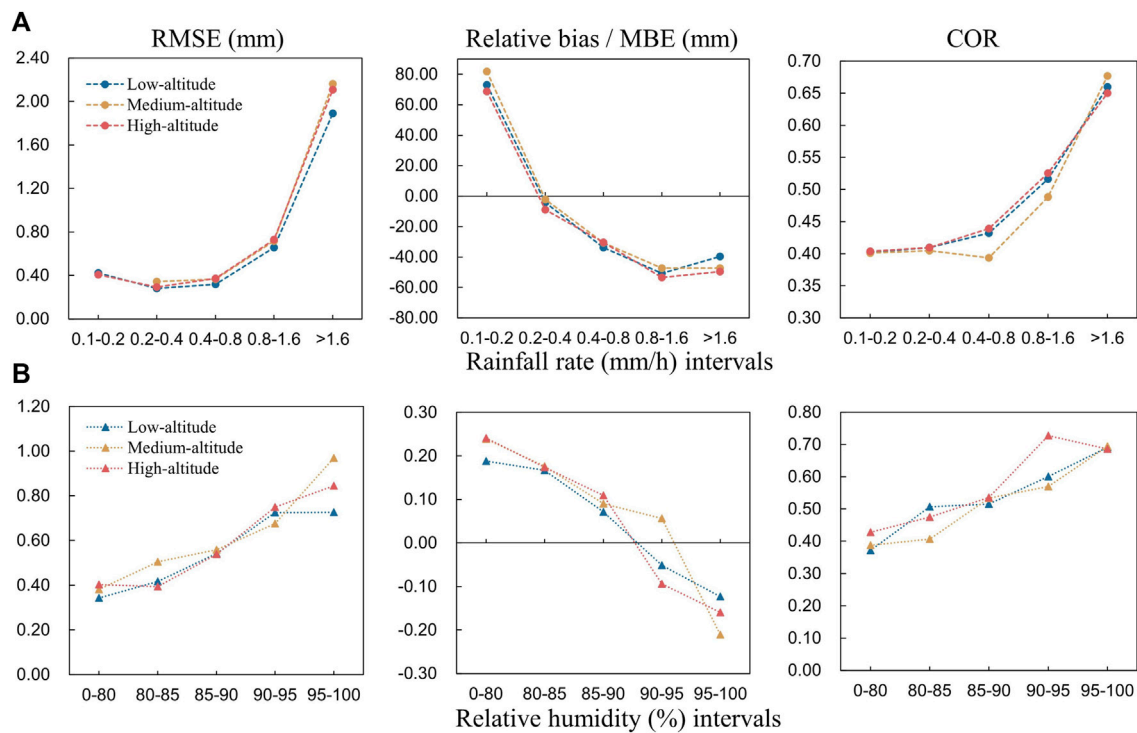 A
RMSE (mm)
Relative bias / MBE (mm)
COR
2.40
2.00
1.60
1.20
0.80
0.40
0.00
Low-altitude
Medium-altitude
High-altitude
0.1-0.2 0.2-0.4 0.4-0.8 0.8-1.6 >1.6
80.00
60.00
40.00
20.00
0.00
-20.00
-40.00
-60.00
-80.00
0.1-0.2 0.2-0.4 0.4-0.8 0.8-1.6 >1.6
0.70
0.65
0.60
0.55
0.50
0.45
0.40
0.35
0.30
0.1-0.2 0.2-0.4 0.4-0.8 0.8-1.6 >1.6
Rainfall rate (mm/h) intervals
B
1.20
1.00
0.80
0.60
0.40
0.20
0.00
Low-altitude
Medium-altitude
High-altitude
0-80 80-85 85-90 90-95 95-100
0.30
0.20
0.10
0.00
-0.10
-0.20
-0.30
0-80 80-85 85-90 90-95 95-100
0.80
0.70
0.60
0.50
0.40
0.30
0.20
0.10
0.00
0-80 80-85 85-90 90-95 95-100
Relative humidity (%) intervals